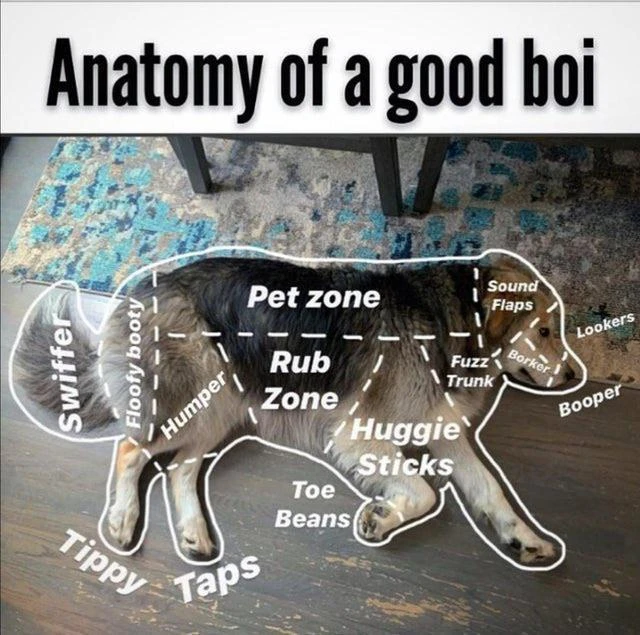 Anatomy of a good boi
Pet zone
Sound
Flaps
Lookers
Swiffer
Floofy booty
Humper
Rub
Zone
Fuzz
Trunk
Borker
Booper
Huggie
Sticks
Toe
Beans
Tippy Taps